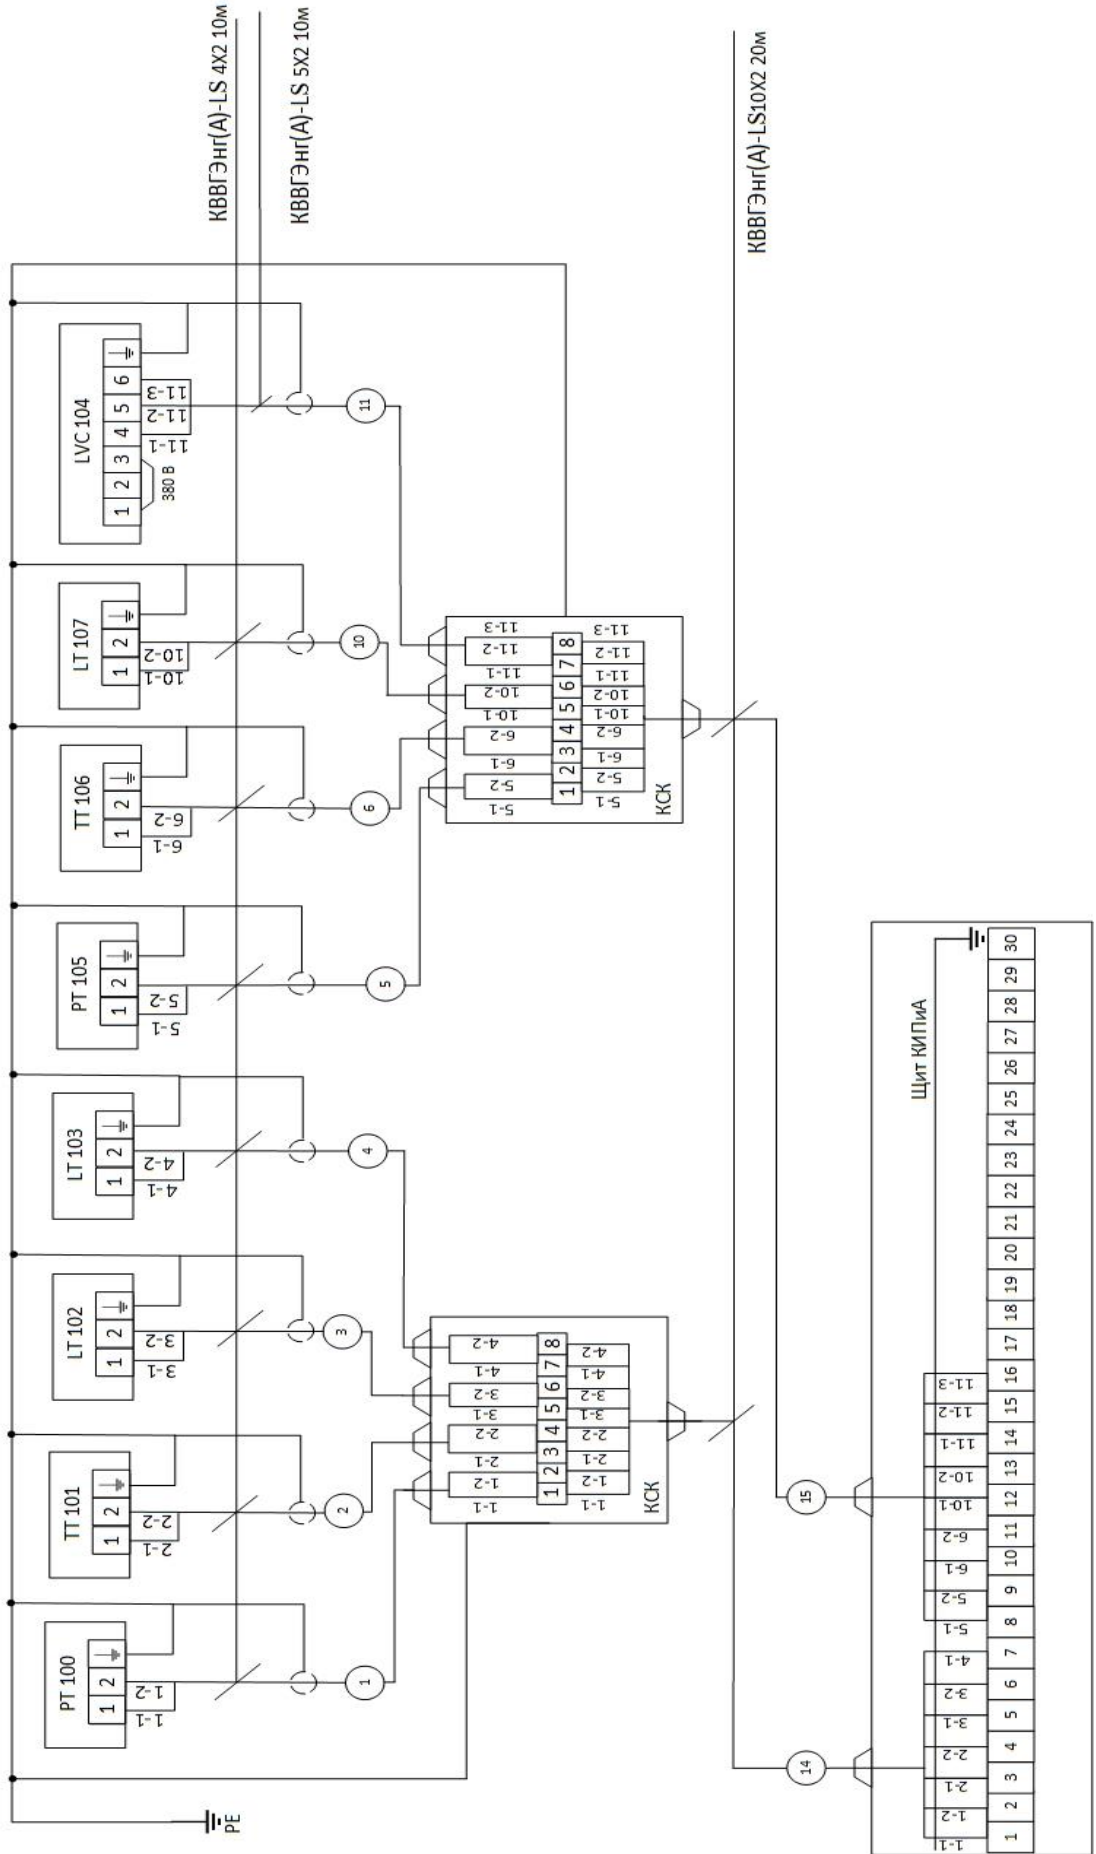 PE
PT 100
1 2
1-1 1-2
TT 101
1 2
2-1 2-2
LT 102
1 2
3-1 3-2
LT 103
1 2
4-1 4-2
PT 105
1 2
5-1 5-2
TT 106
1 2
6-1 6-2
LT 107
1 2
10-1 10-2
LVC 104
1 2 3 4 5 6
380 В
11-1 11-2 11-3
КВВГЭнг(А)-LS 4X2 10м
КВВГЭнг(А)-LS 5X2 10м
1
2
3
4
5
6
10
11
1-1 1-2 2-1 2-2 3-1 3-2 4-1 4-2
1 2 3 4 5 6 7 8
1-1 1-2 2-1 2-2 3-1 3-2 4-1 4-2
КСК
5-1 5-2 6-1 6-2 10-1 10-2 11-1 11-2 11-3
1 2 3 4 5 6 7 8
5-1 5-2 6-1 6-2 10-1 10-2 11-1 11-2 11-3
КСК
КВВГЭнг(А)-LS10X2 20м
14
15
Щит КИПиА
1-1 1-2 2-1 2-2 3-1 3-2 4-1 5-1 5-2 6-1 6-2 10-1 10-2 11-1 11-2 11-3
1 2 3 4 5 6 7 8 9 10 11 12 13 14 15 16 17 18 19 20 21 22 23 24 25 26 27 28 29 30